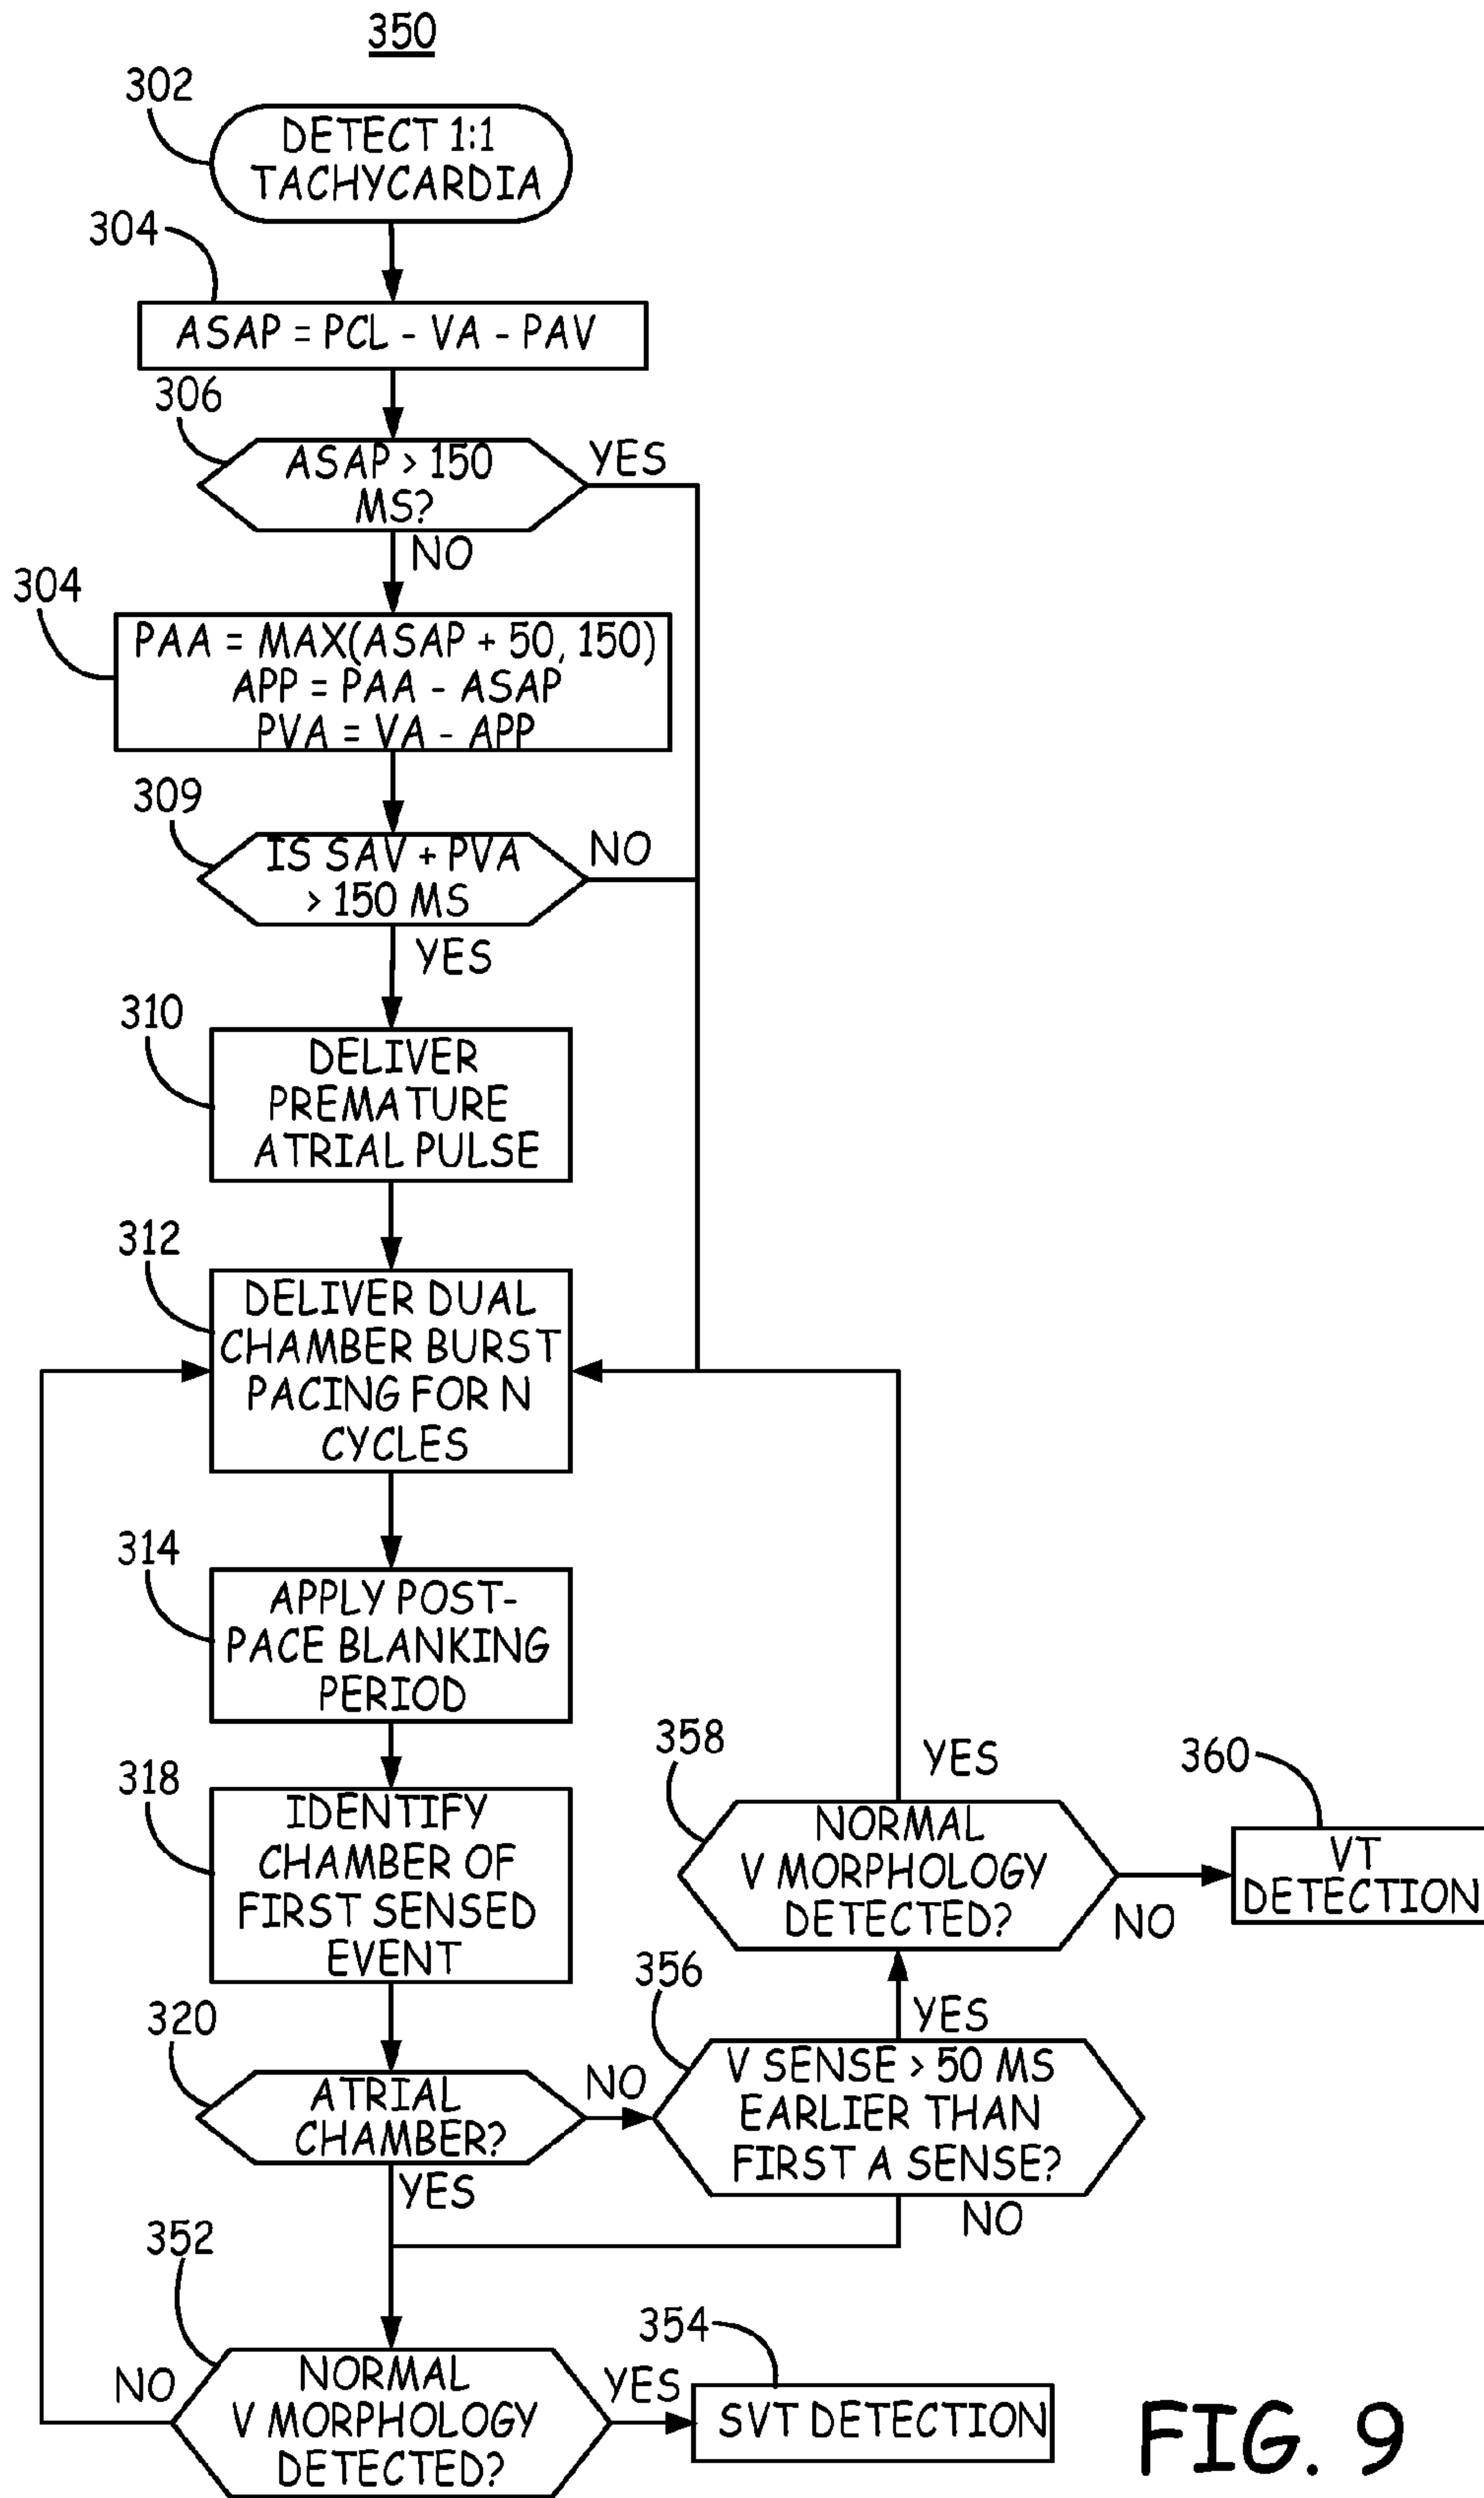 350
302
DETECT 1:1
TACHYCARDIA
304
ASAP = PCL - VA - PAV
306
ASAP > 150
MS?
YES
NO
304
PAA = MAX(ASAP + 50, 150)
APP = PAA - ASAP
PVA = VA - APP
309
IS SAV + PVA
> 150 MS
NO
YES
310
DELIVER
PREMATURE
ATRIAL PULSE
312
DELIVER DUAL
CHAMBER BURST
PACING FOR N
CYCLES
314
APPLY POST-
PACE BLANKING
PERIOD
318
IDENTIFY
CHAMBER OF
FIRST SENSED
EVENT
358
NORMAL
V MORPHOLOGY
DETECTED?
YES
NO
360
VT
DETECTION
320
ATRIAL
CHAMBER?
NO
YES
356
V SENSE > 50 MS
EARLIER THAN
FIRST A SENSE?
YES
NO
352
NORMAL
V MORPHOLOGY
DETECTED?
NO
YES
354
SVT DETECTION
FIG. 9